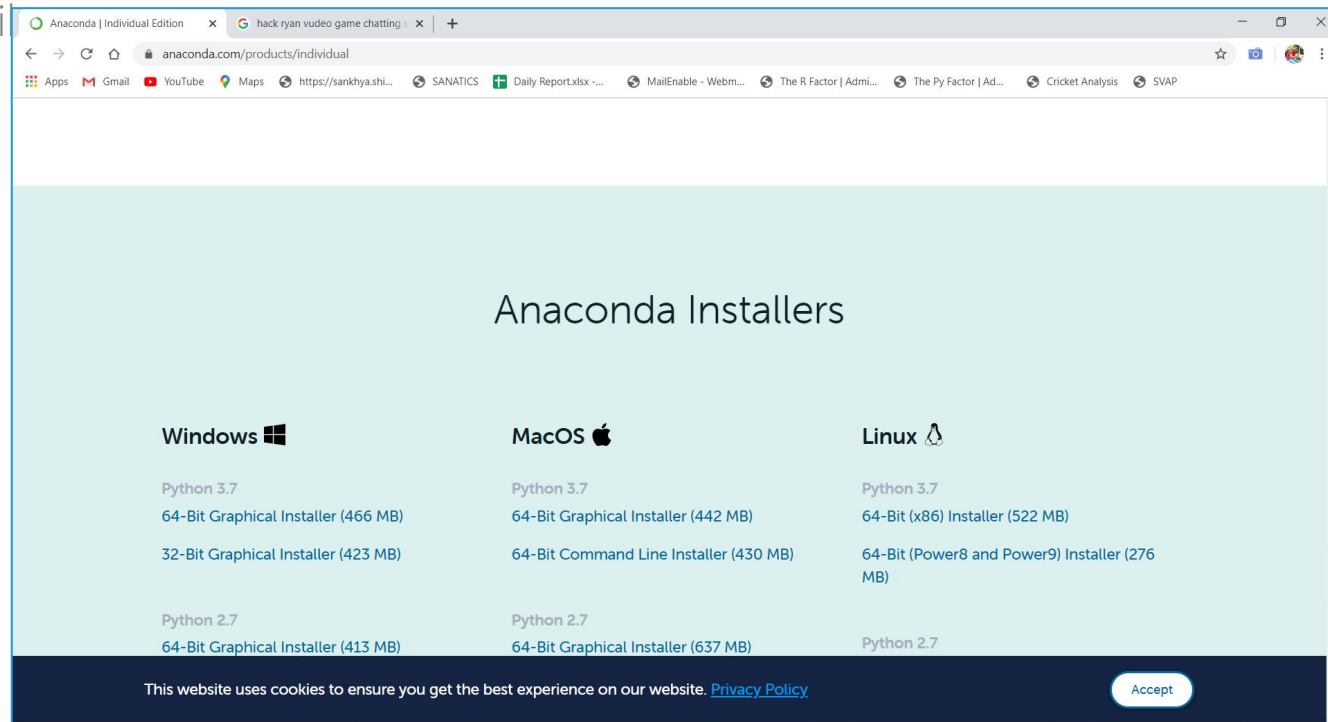 Anaconda | Individual Edition
hack ryan vudeo game chatting s
anaconda.com/products/individual
Apps Gmail YouTube Maps https://sankhya.shi... SANATICS Daily Report.xlsx -... MailEnable - Webm... The R Factor | Admi... The Py Factor | Ad... Cricket Analysis SVAP
Anaconda Installers
Windows
Python 3.7
64-Bit Graphical Installer (466 MB)
32-Bit Graphical Installer (423 MB)
Python 2.7
64-Bit Graphical Installer (413 MB)
MacOS
Python 3.7
64-Bit Graphical Installer (442 MB)
64-Bit Command Line Installer (430 MB)
Python 2.7
64-Bit Graphical Installer (637 MB)
Linux
Python 3.7
64-Bit (x86) Installer (522 MB)
64-Bit (Power8 and Power9) Installer (276
MB)
Python 2.7
This website uses cookies to ensure you get the best experience on our website. Privacy Policy
Accept